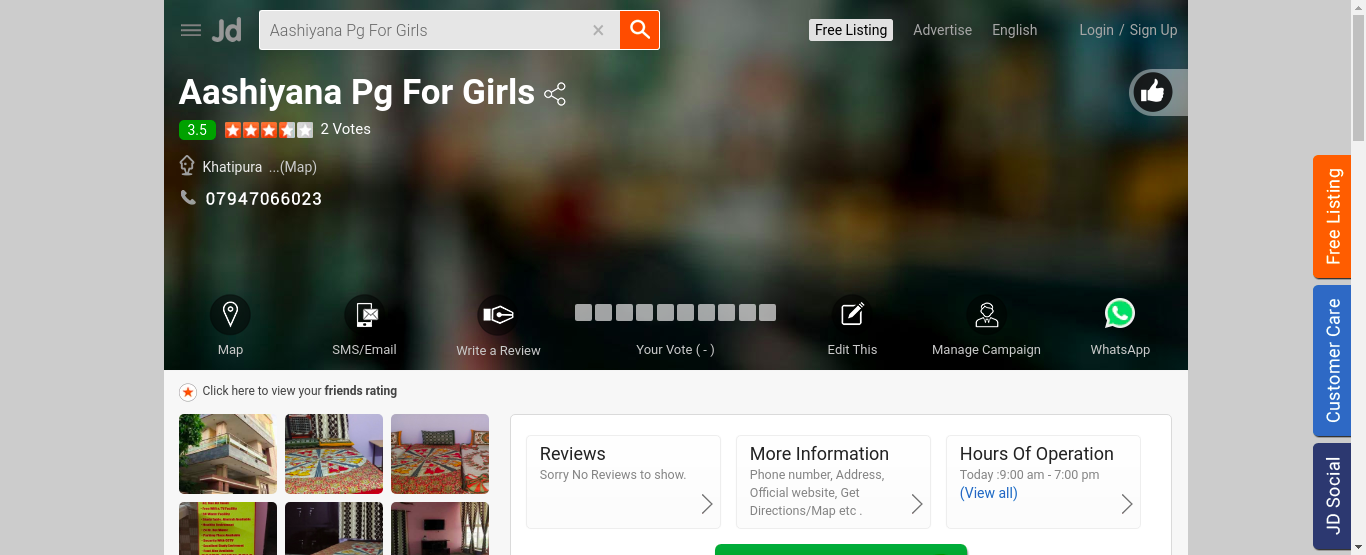 Jd
Aashiyana Pg For Girls
Free Listing
Advertise
English
Login / Sign Up
Aashiyana Pg For Girls
3.5
2 Votes
Khatipura ...(Map)
07947066023
Map
SMS/Email
Write a Review
Your Vote ( - )
Edit This
Manage Campaign
WhatsApp
Free Listing
Customer Care
JD Social
Click here to view your friends rating
Reviews
Sorry No Reviews to show.
More Information
Phone number, Address,
Official website, Get
Directions/Map etc .
Hours Of Operation
Today :9:00 am - 7:00 pm
(View all)